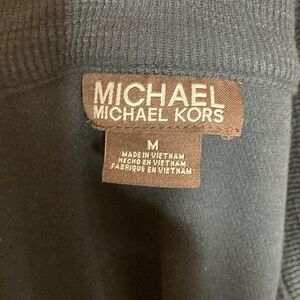 MICHAEL
MICHAEL KORS
M
MADE IN VIETNAM
HECHO EN VIETNAM
FABRIQUE EN VIETNAM